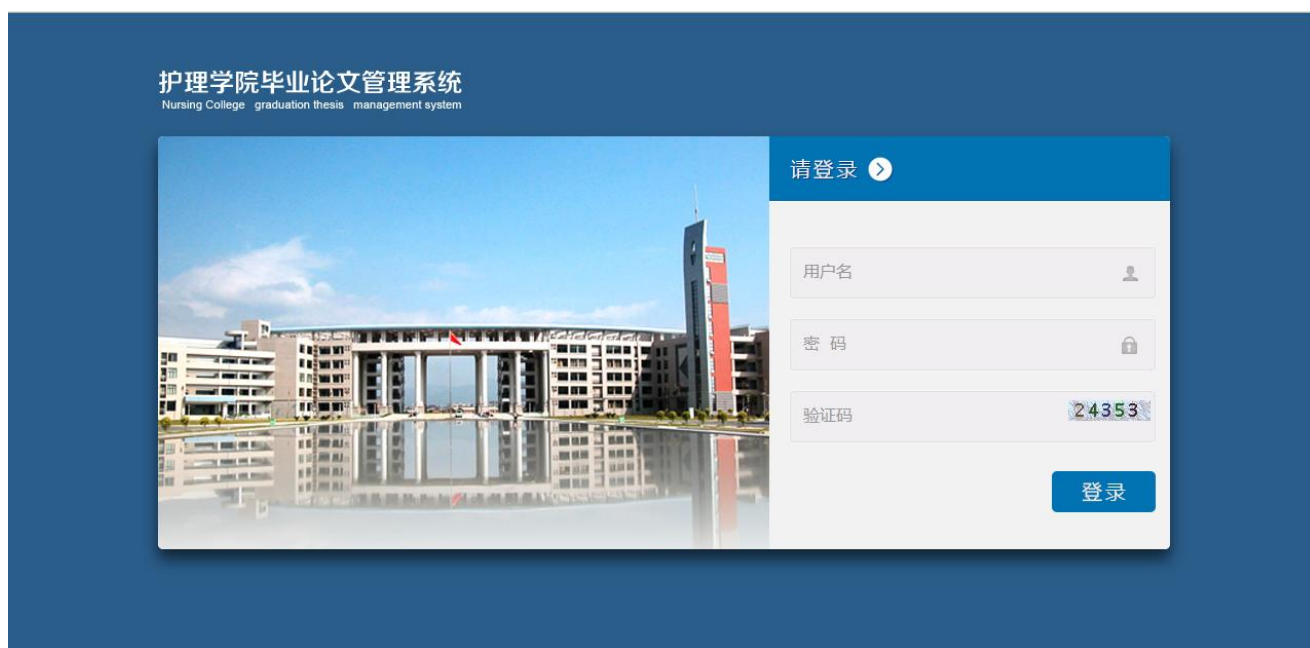 护理学院毕业论文管理系统
Nursing College graduation thesis management system
请登录
用户名
密 码
验证码
24353
登录